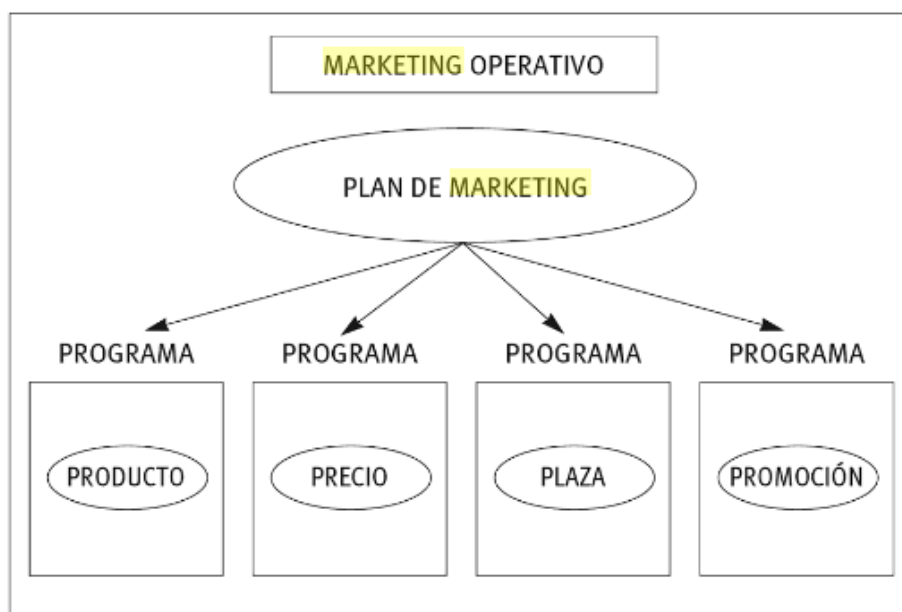 MARKETING OPERATIVO
PLAN DE MARKETING
PROGRAMA PROGRAMA PROGRAMA PROGRAMA
PRODUCTO PRECIO PLAZA PROMOCIÓN